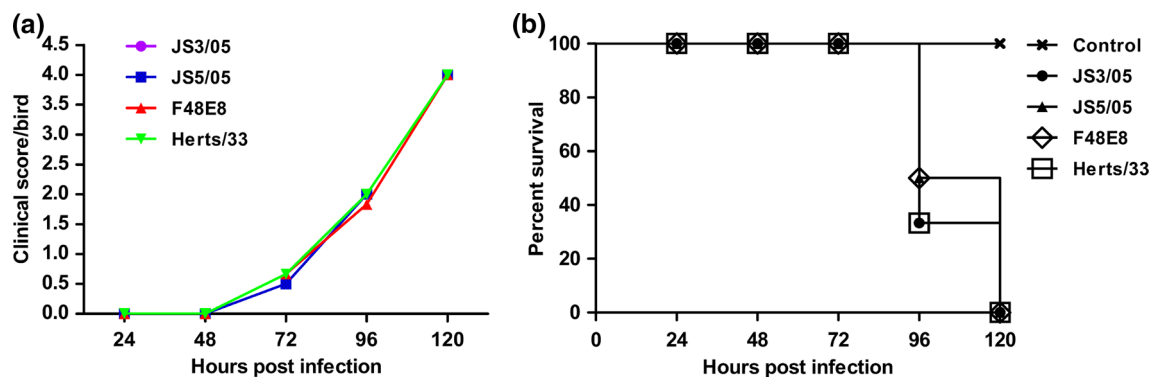 (a)
Clinical score/bird
4.5
4.0
3.5
3.0
2.5
2.0
1.5
1.0
0.5
0.0
24 48 72 96 120
Hours post infection
JS3/05
JS5/05
F48E8
Herts/33
(b)
Percent survival
100
80
60
40
20
0
0 24 48 72 96 120
Hours post infection
Control
JS3/05
JS5/05
F48E8
Herts/33